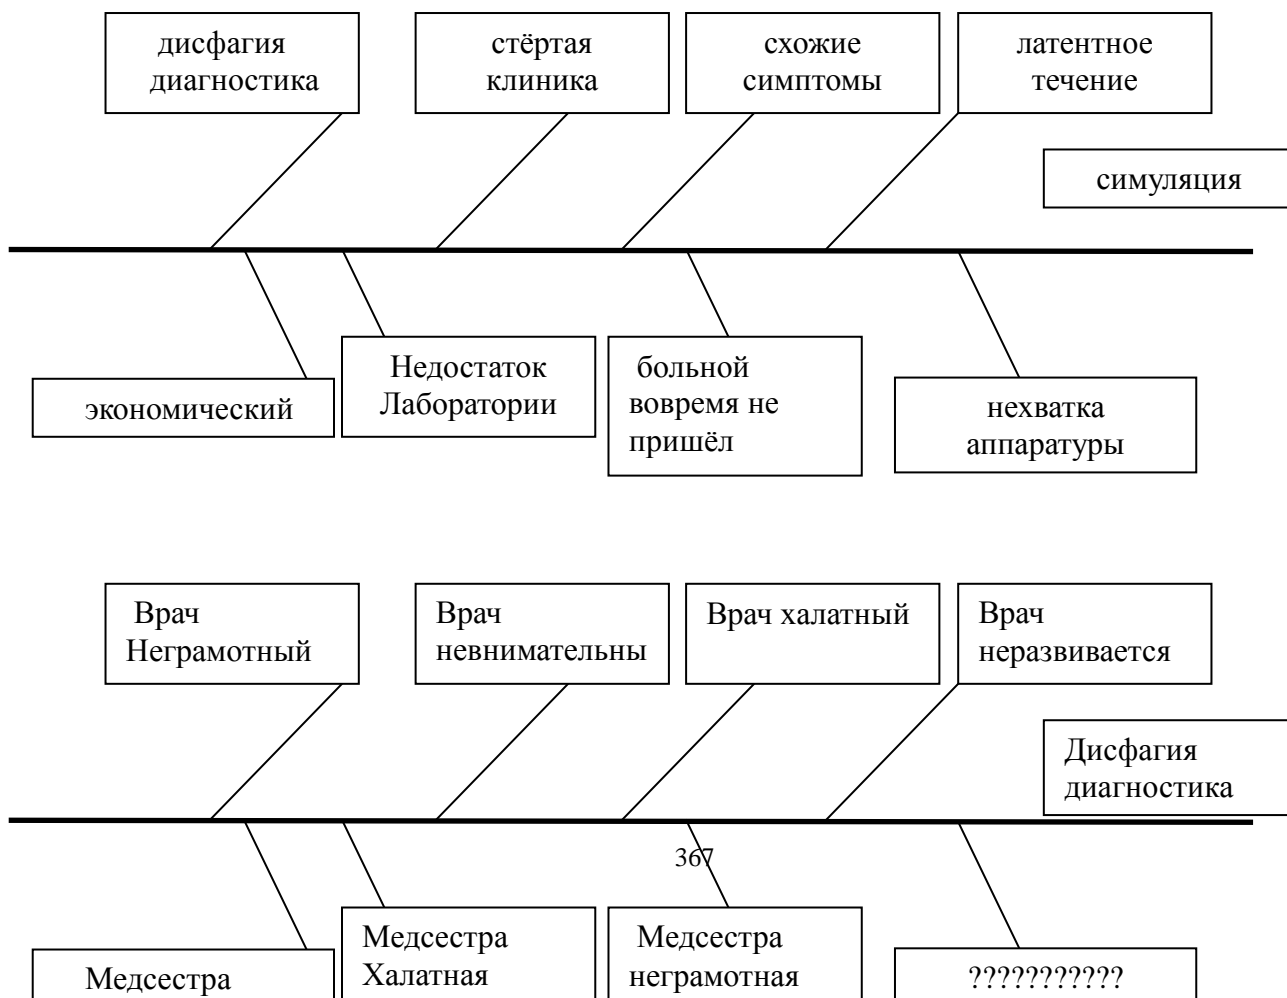 дисфагия
диагностика
стёртая
клиника
схожие
симптомы
латентное
течение
симуляция
экономический
Недостаток
Лаборатории
больной
вовремя не
пришёл
нехватка
аппаратуры
Врач
Неграмотный
Врач
невнимательны
Врач халатный
Врач
неразвивается
Дисфагия
диагностика
367
Медсестра
Медсестра
Халатная
Медсестра
неграмотная
???????????